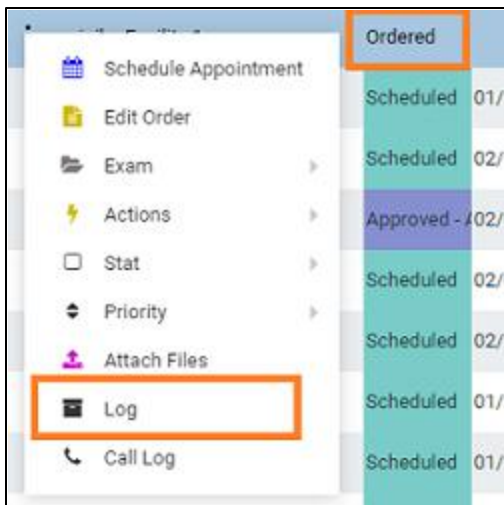 Ordered
Schedule Appointment
Scheduled 01/
Edit Order
Scheduled 02/
Exam
Actions
Approved - A02/
Stat
Scheduled 02/
Priority
Scheduled 02/
Attach Files
Log
Scheduled 01/
Call Log
Scheduled 01/